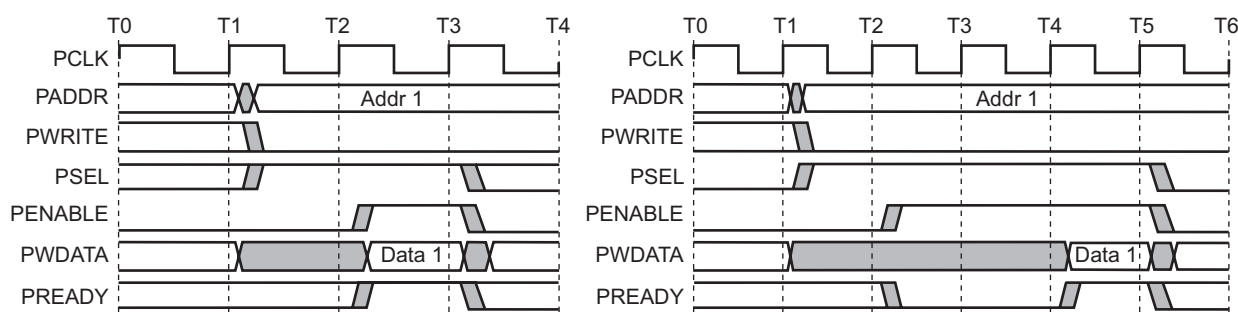 T0 T1 T2 T3 T4
PCLK
PADDR Addr 1
PWRITE
PSEL
PENABLE
PWDATA Data 1
PREADY
T0 T1 T2 T3 T4 T5 T6
PCLK
PADDR Addr 1
PWRITE
PSEL
PENABLE
PWDATA Data 1
PREADY